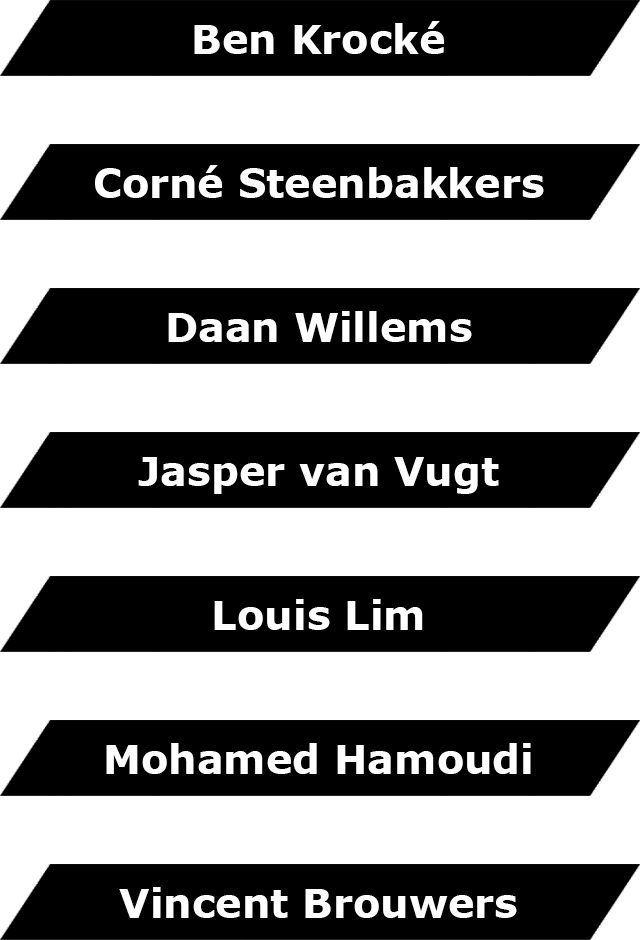 Ben Krocké
Corné Steenbakkers
Daan Willems
Jasper van Vugt
Louis Lim
Mohamed Hamoudi
Vincent Brouwers